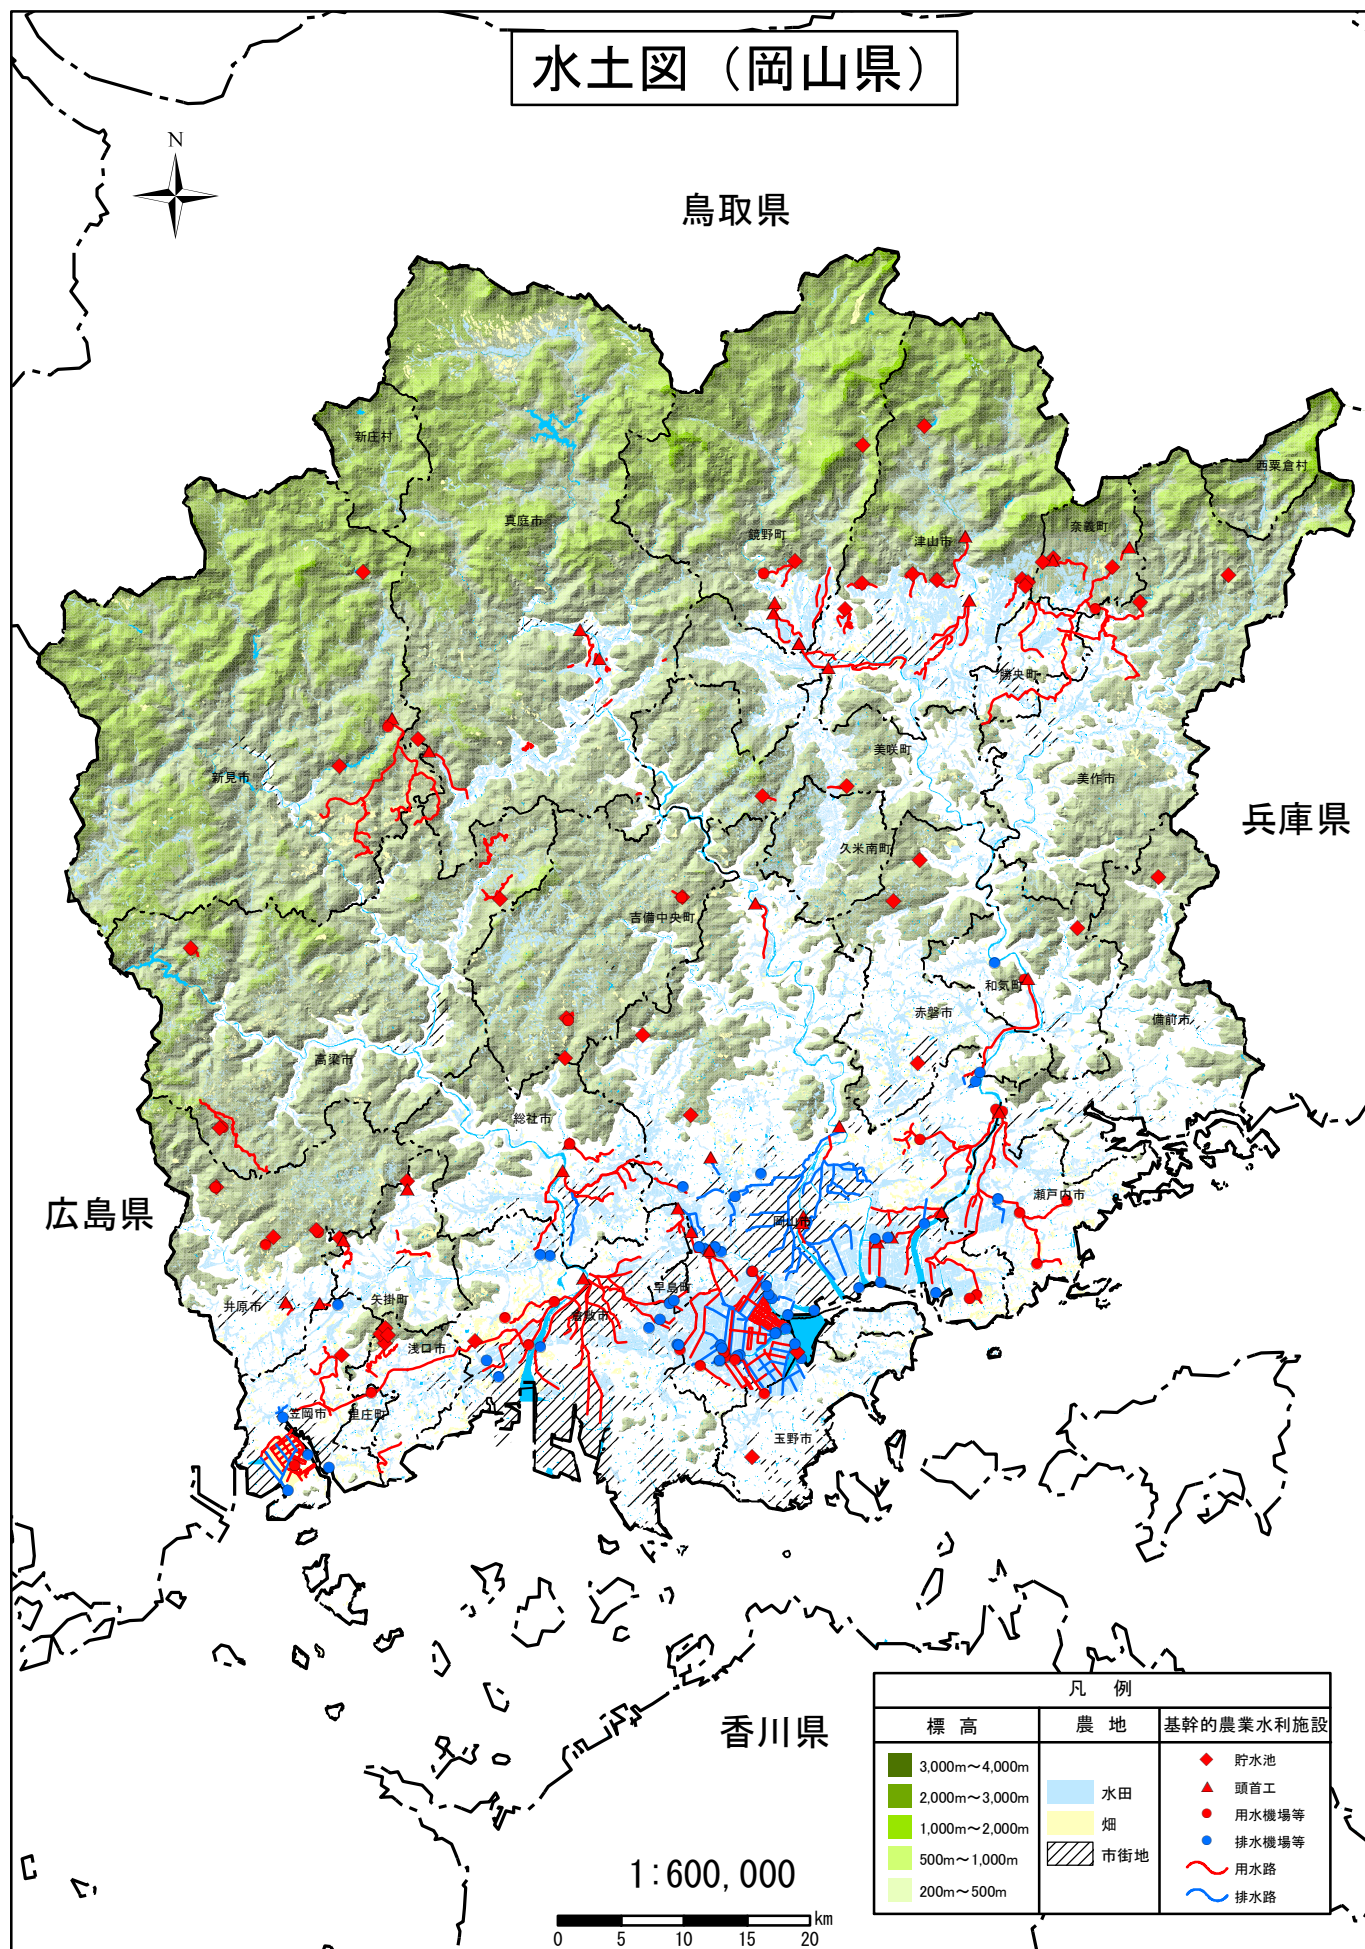 水土図（岡山県）
N
鳥取県
新庄村
西粟倉村
真庭市
鏡野町
津山市
奈義町
勝央町
新見市
美咲町
美作市
兵庫県
久米南町
吉備中央町
和気町
赤磐市
備前市
高梁市
総社市
広島県
瀬戸内市
岡山市
早島町
井原市
矢掛町
倉敷市
浅口市
笠岡市
里庄町
玉野市
香川県
凡 例
標 高
農 地
基幹的農業水利施設
3,000m～4,000m
2,000m～3,000m
1,000m～2,000m
500m～1,000m
200m～500m
水田
畑
市街地
貯水池
頭首工
用水機場等
排水機場等
用水路
排水路
1:600,000
km
0 5 10 15 20